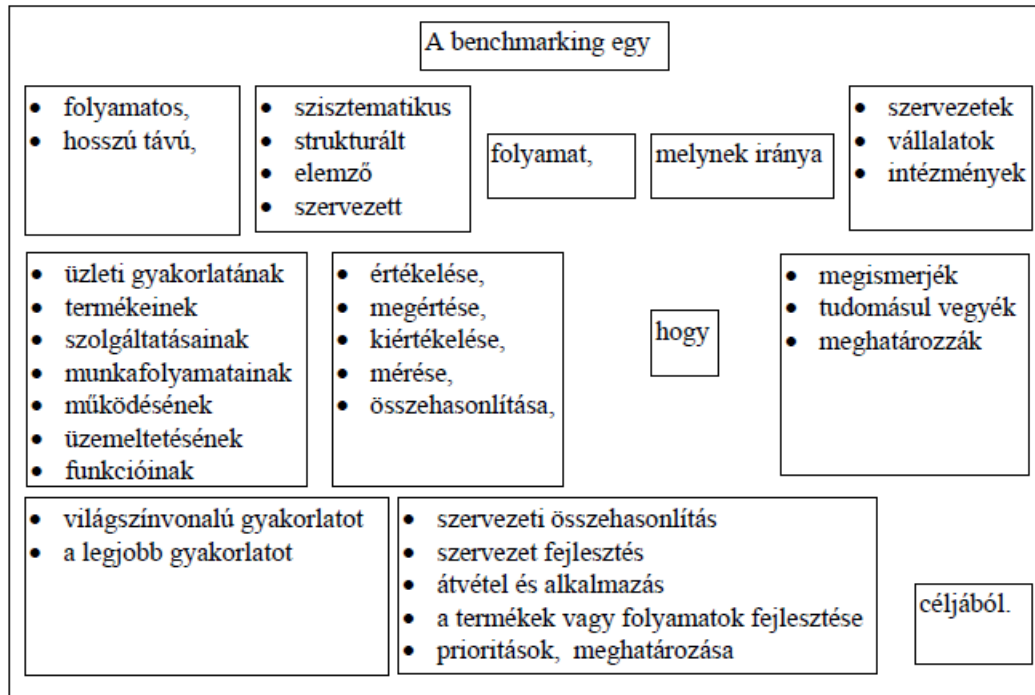 A benchmarking egy
• folyamatos,
• hosszú távú,
• szisztematikus
• strukturált
• elemző
• szervezett
folyamat,
melynek iránya
• szervezetek
• vállalatok
• intézmények
• üzleti gyakorlatának
• termékeinek
• szolgáltatásainak
• munkafolyamatainak
• működésének
• üzemeltetésének
• funkcióinak
• értékelése,
• megértése,
• kiértékelése,
• mérése,
• összehasonlítása,
hogy
• megismerjék
• tudomásul vegyék
• meghatározzák
• világszínvonalú gyakorlatot
• a legjobb gyakorlatot
• szervezeti összehasonlítás
• szervezet fejlesztés
• átvétel és alkalmazás
• a termékek vagy folyamatok fejlesztése
• prioritások, meghatározása
céljából.